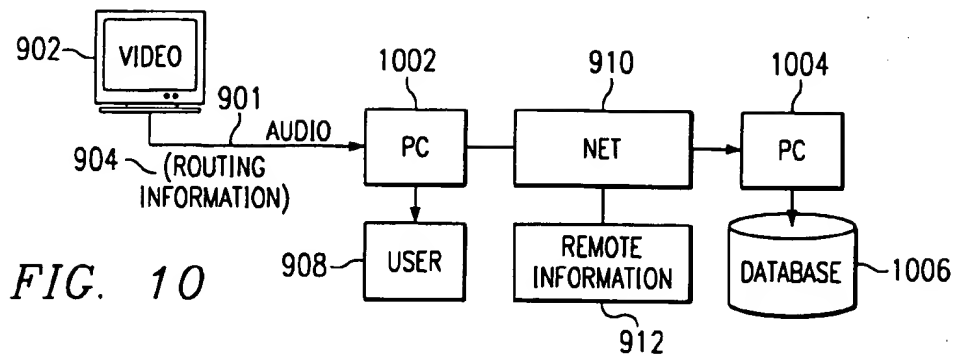 902
VIDEO
901
AUDIO
904
(ROUTING
INFORMATION)
1002
PC
910
NET
1004
PC
908
USER
REMOTE
INFORMATION
912
DATABASE
1006
FIG. 10